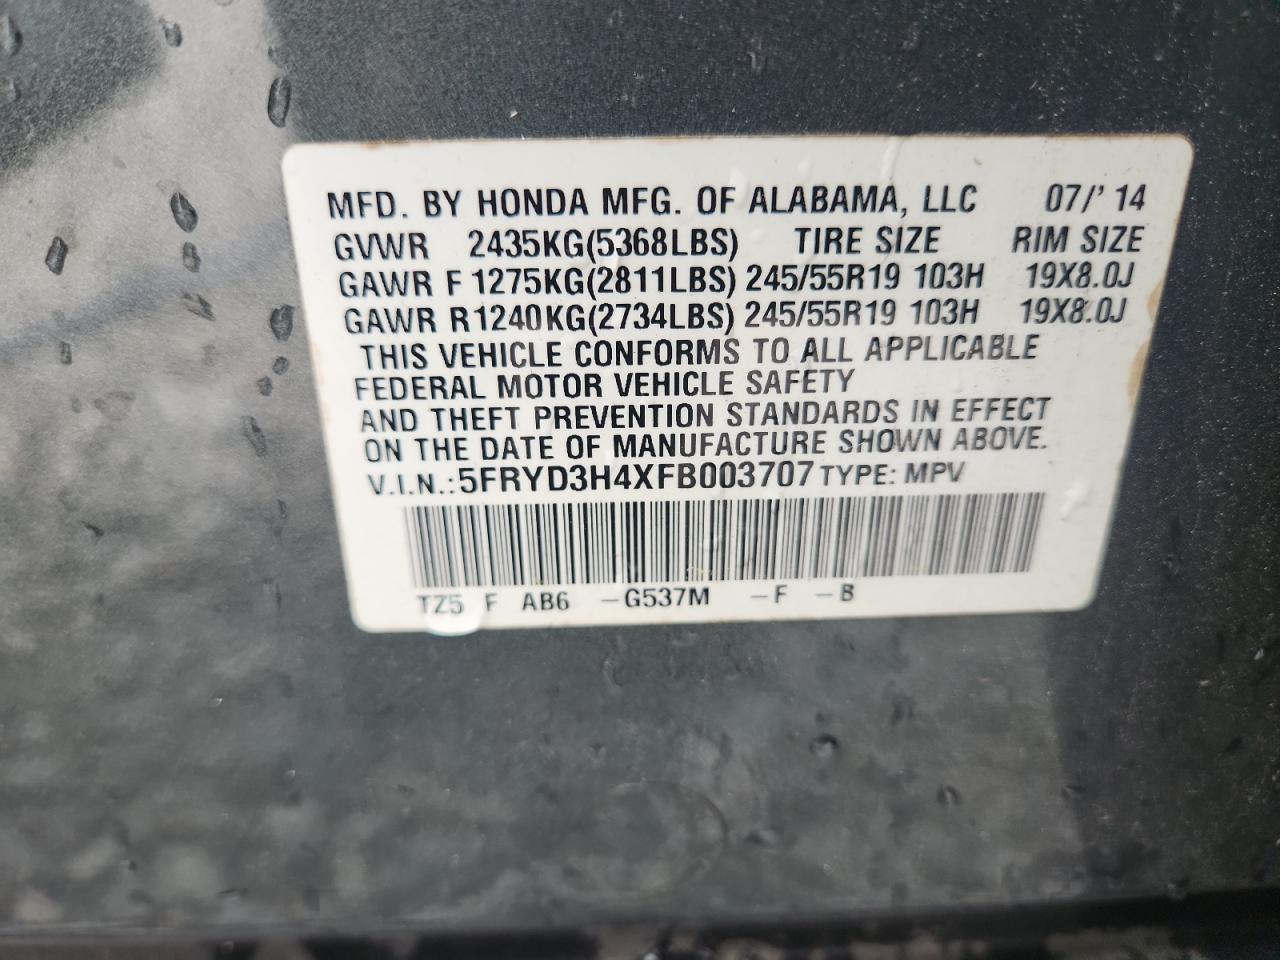 MFD. BY HONDA MFG. OF ALABAMA, LLC 07/'14
GVWR 2435KG(5368LBS) TIRE SIZE RIM SIZE
GAWR F 1275KG(2811LBS) 245/55R19 103H 19X8.0J
GAWR R 1240KG(2734LBS) 245/55R19 103H 19X8.0J
THIS VEHICLE CONFORMS TO ALL APPLICABLE
FEDERAL MOTOR VEHICLE SAFETY
AND THEFT PREVENTION STANDARDS IN EFFECT
ON THE DATE OF MANUFACTURE SHOWN ABOVE.
V.I.N.: 5FRYD3H4XFB003707 TYPE: MPV
TZ5 F AB6 -G537M -F -B